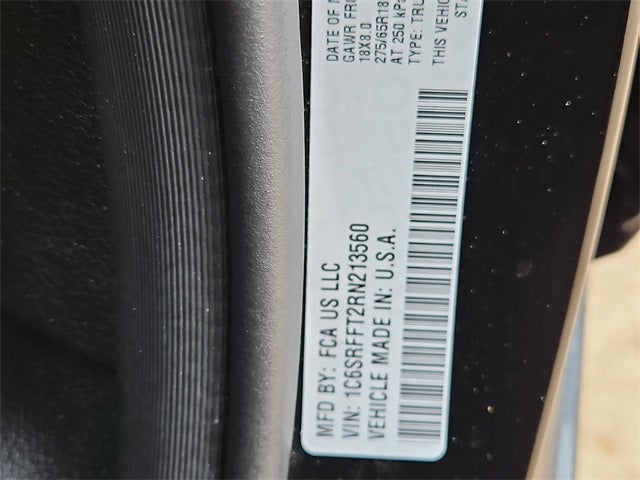 MFD BY: FCA US LLC
VIN: 1C6SRFFT2RN213560
VEHICLE MADE IN: U.S.A.
DATE OF
GAWR
18X8.0
275/65R18
AT 250 kPa
TYPE: TRU
THIS VEHIC